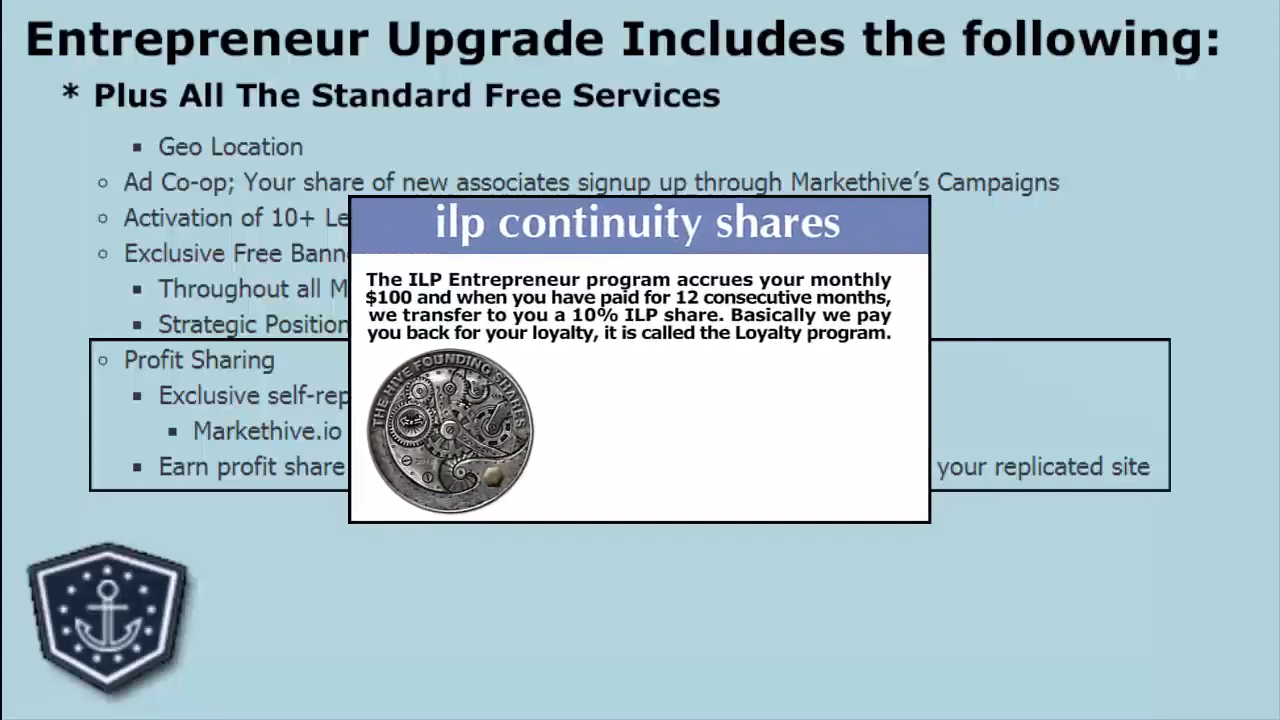 Entrepreneur Upgrade Includes the following:
* Plus All The Standard Free Services
Geo Location
Ad Co-op; Your share of new associates signup up through Markethive’s Campaigns
Activation of 10+
Exclusive Free
Throughout all
Strategic
Profit Sharing
Exclusive
Markethive.io
Earn profit share
your replicated site
ilp continuity shares
The ILP Entrepreneur program accrues your monthly
$100 and when you have paid for 12 consecutive months,
we transfer to you a 10% ILP share. Basically we pay
you back for your loyalty, it is called the Loyalty program.
THE HIVE FOUNDING SHARES